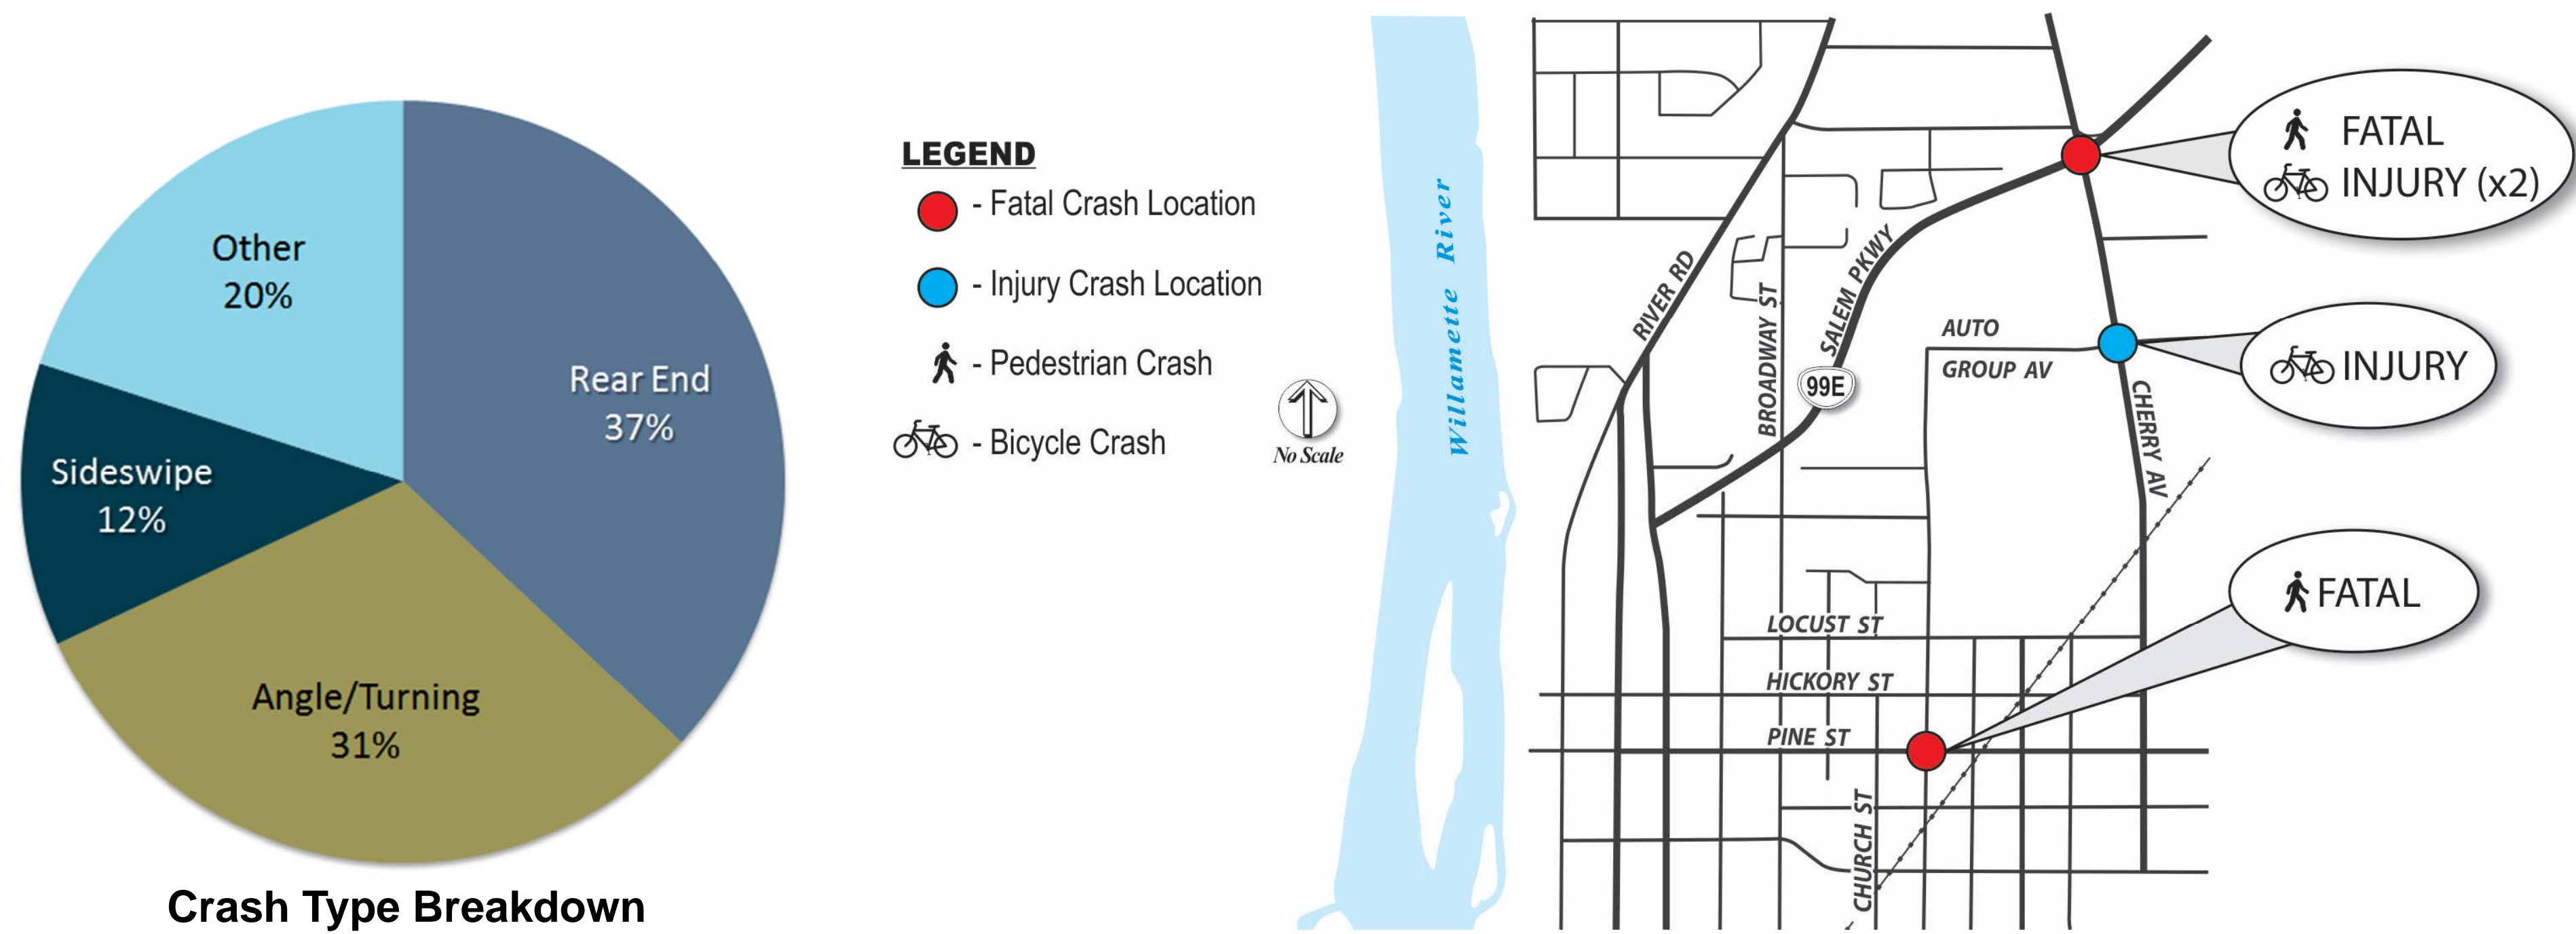 Other
20%
Rear End
37%
Sideswipe
12%
Angle/Turning
31%
Crash Type Breakdown
LEGEND
- Fatal Crash Location
- Injury Crash Location
- Pedestrian Crash
- Bicycle Crash
No Scale
Willamette River
RIVER RD
BROADWAY ST
SALEM PKWY
99E
AUTO
GROUP AV
CHERRY AV
LOCUST ST
HICKORY ST
PINE ST
CHURCH ST
FATAL
INJURY (x2)
INJURY
FATAL